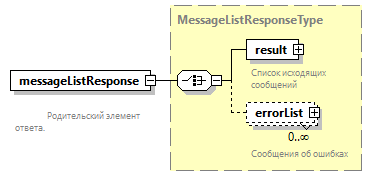 MessageListResponseType
result
Список исходящих
сообщений
messageListResponse
Родительский элемент
ответа.
errorList
0..∞
Сообщения об ошибках